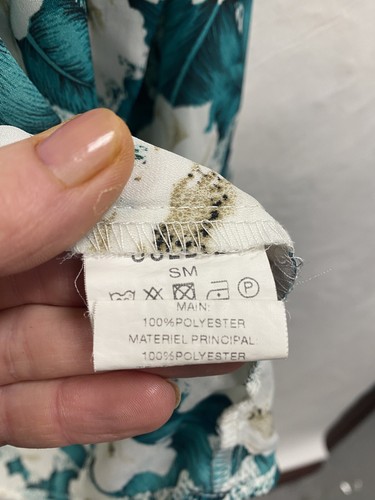 SM
P
MAIN:
100%POLYESTER
MATERIEL PRINCIPAL
100%POLYESTER